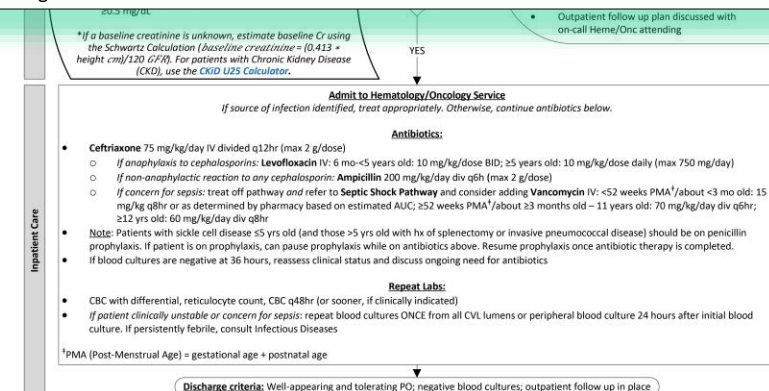 20.5 mg/dL
*If a baseline creatinine is unknown, estimate baseline Cr using
the Schwartz Calculation (baseline creatinine = (0.413 *
height cm)/120 GFR). For patients with Chronic Kidney Disease
(CKD), use the CKiD U25 Calculator.
• Outpatient follow up plan discussed with
on-call Heme/Onc attending
YES
Inpatient Care
Admit to Hematology/Oncology Service
If source of infection identified, treat appropriately. Otherwise, continue antibiotics below.
Antibiotics:
• Ceftriaxone 75 mg/kg/day IV divided q12hr (max 2 g/dose)
o If anaphylaxis to cephalosporins: Levofloxacin IV: 6 mo-<5 years old: 10 mg/kg/dose BID; ≥5 years old: 10 mg/kg/dose daily (max 750 mg/day)
o If non-anaphylactic reaction to any cephalosporin: Ampicillin 200 mg/kg/day div q6h (max 2 g/dose)
o If concern for sepsis: treat off pathway and refer to Septic Shock Pathway and consider adding Vancomycin IV: <52 weeks PMA‡/about <3 mo old: 15
mg/kg q8hr or as determined by pharmacy based on estimated AUC; ≥52 weeks PMA‡/about ≥3 months old – 11 years old: 70 mg/kg/day div q6hr;
≥12 yrs old: 60 mg/kg/day div q8hr
• Note: Patients with sickle cell disease ≤5 yrs old (and those >5 yrs old with hx of splenectomy or invasive pneumococcal disease) should be on penicillin
prophylaxis. If patient is on prophylaxis, can pause prophylaxis while on antibiotics above. Resume prophylaxis once antibiotic therapy is completed.
• If blood cultures are negative at 36 hours, reassess clinical status and discuss ongoing need for antibiotics
Repeat Labs:
• CBC with differential, reticulocyte count, CBC q48hr (or sooner, if clinically indicated)
• If patient clinically unstable or concern for sepsis: repeat blood cultures ONCE from all CVL lumens or peripheral blood culture 24 hours after initial blood
culture. If persistently febrile, consult Infectious Diseases
‡PMA (Post-Menstrual Age) = gestational age + postnatal age
Discharge criteria: Well-appearing and tolerating PO; negative blood cultures; outpatient follow up in place